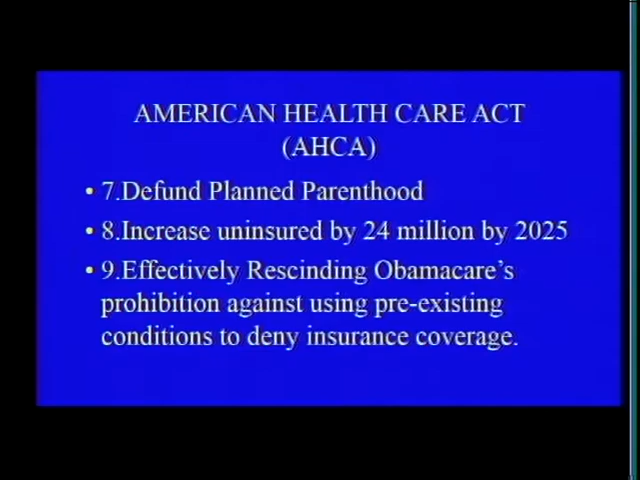 AMERICAN HEALTH CARE ACT
(AHCA)
• 7.Defund Planned Parenthood
• 8.Increase uninsured by 24 million by 2025
• 9.Effectively Rescinding Obamacare's
prohibition against using pre-existing
conditions to deny insurance coverage.